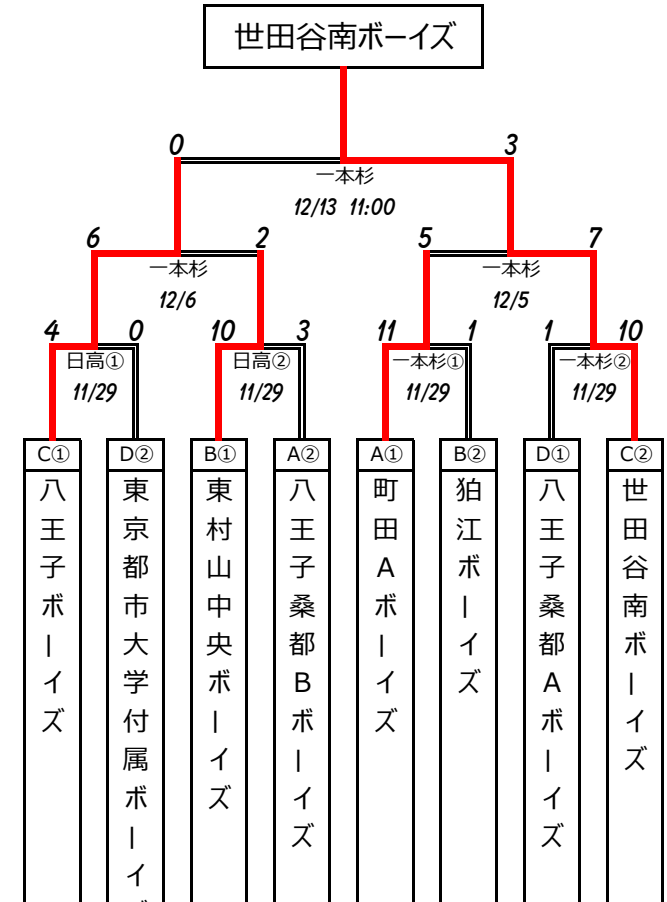 世田谷南ボーイズ
0 3
一本杉
12/13 11:00
6 2 5 7
一本杉 一本杉
12/6 12/5
4 0 10 3 11 1 1 10
日高① 日高② 一本杉① 一本杉②
11/29 11/29 11/29 11/29
C① D② B① A② A① B② D① C②
八王子ボーイズ
東京都市大学付属ボーイ
東村山中央ボーイズ
八王子桑都Bボーイズ
町田Aボーイズ
狛江ボーイズ
八王子桑都Aボーイズ
世田谷南ボーイズ